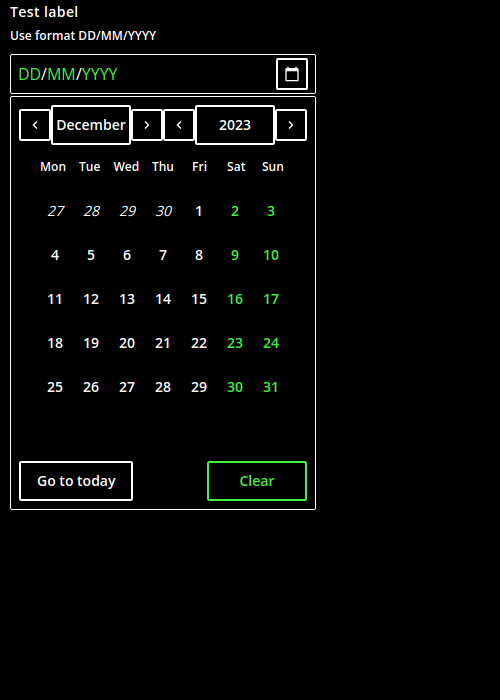 Test label
Use format DD/MM/YYYY
DD/MM/YYYY
December 2023
Mon Tue Wed Thu Fri Sat Sun
27 28 29 30 1 2 3
4 5 6 7 8 9 10
11 12 13 14 15 16 17
18 19 20 21 22 23 24
25 26 27 28 29 30 31
Go to today Clear